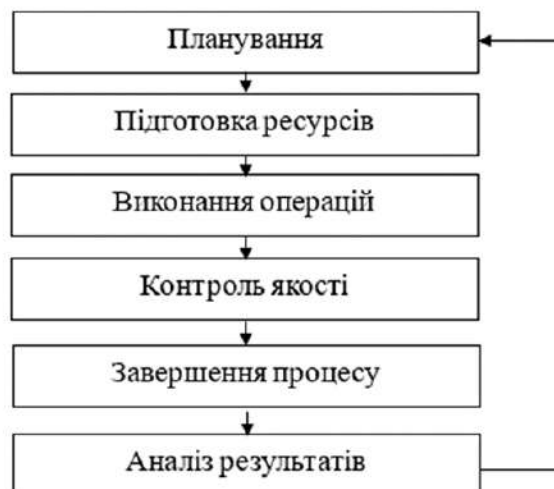 Планування
Підготовка ресурсів
Виконання операцій
Контроль якості
Завершення процесу
Аналіз результатів